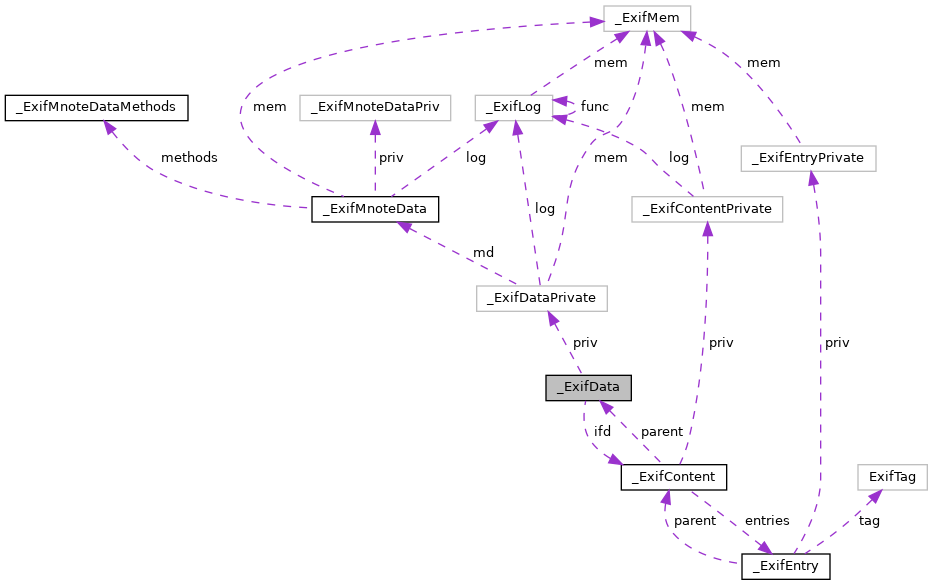 _ExifMem
mem
mem
_ExifMnoteDataMethods
_ExifMnoteDataPriv
_ExifLog
func
mem
mem
methods
priv
log
mem
log
_ExifEntryPrivate
_ExifMnoteData
log
_ExifContentPrivate
md
_ExifDataPrivate
priv
priv
priv
_ExifData
ifd
parent
_ExifContent
ExifTag
parent
entries
tag
_ExifEntry